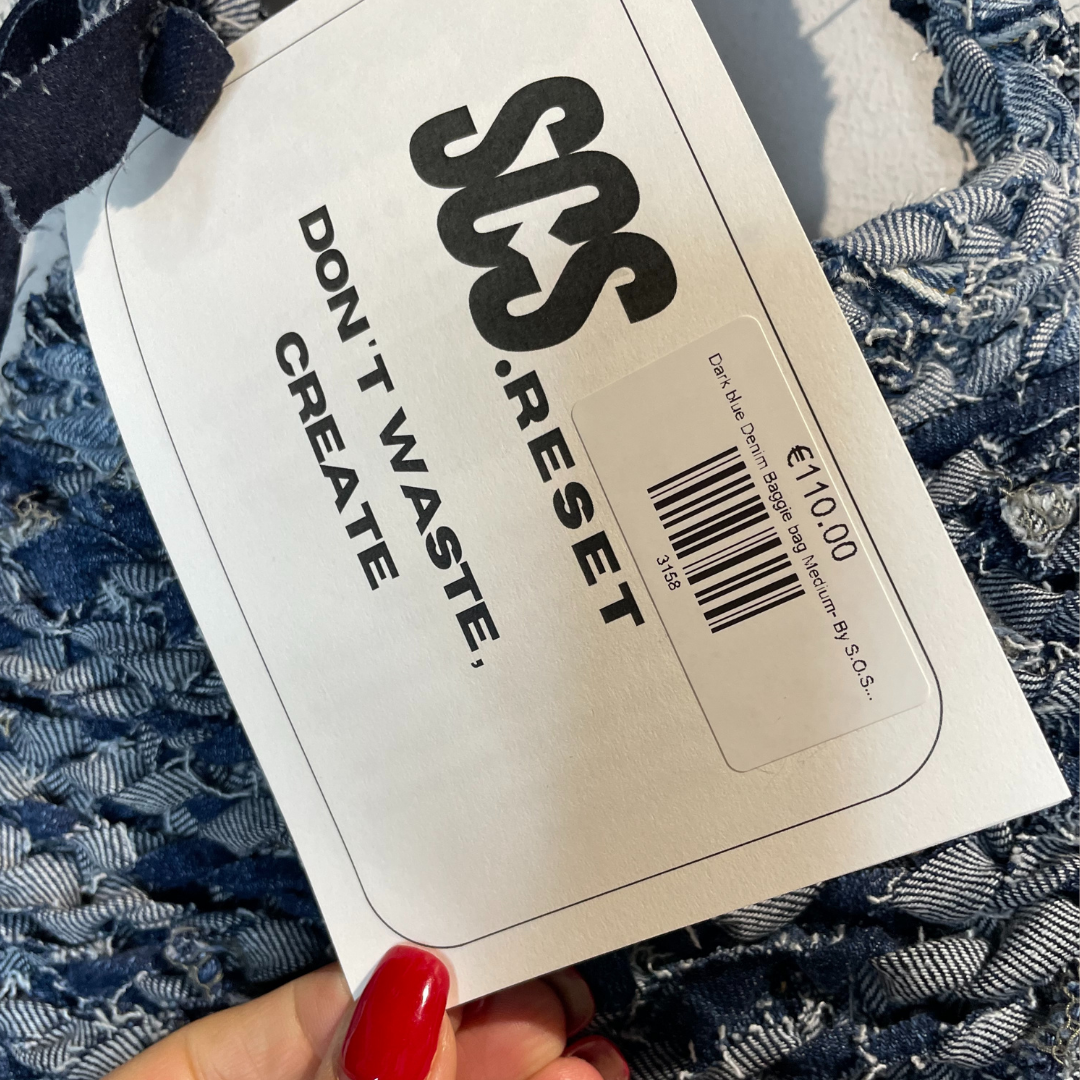 SOS
.RESET
DON'T WASTE,
CREATE
€110.00
Dark blue Denim Baggie bag Medium- By S.O.S...
3158